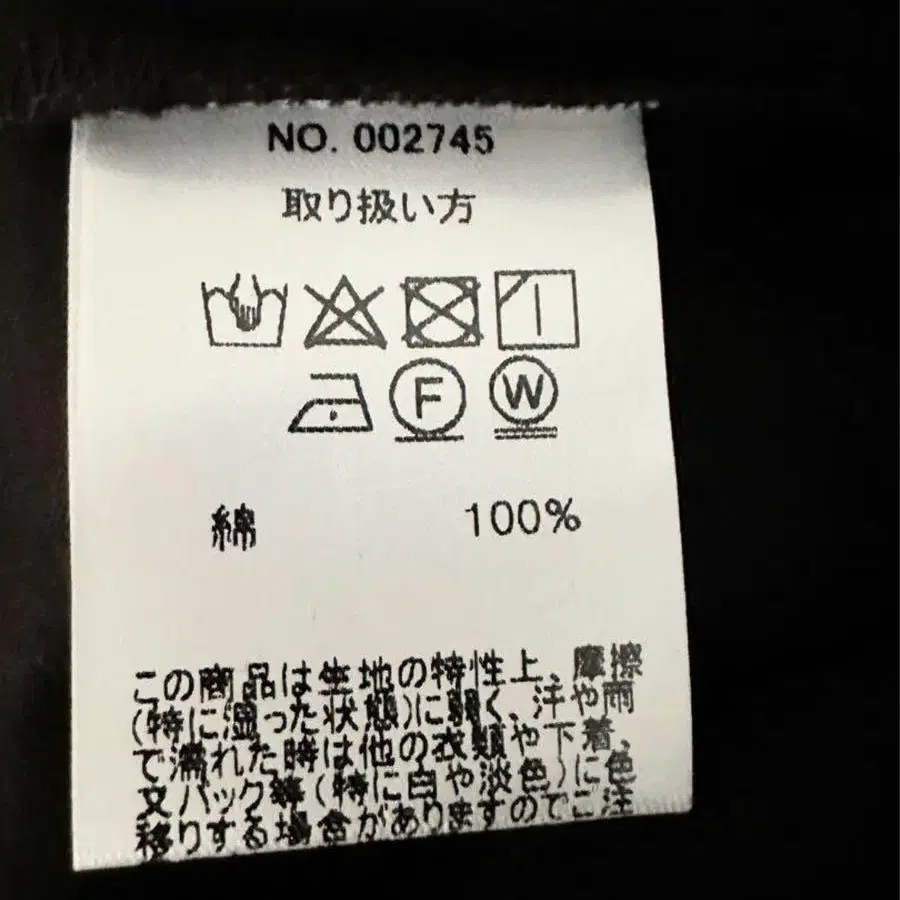 NO. 002745
取り扱い方
F W
綿 100%
この商品は生地の特性上、摩擦
(特に湿った状態)に弱く、汗や雨
で濡れた時は他の衣類や下着、
又バック等(特に白や淡色)に色
移りする場合がありますのでご注